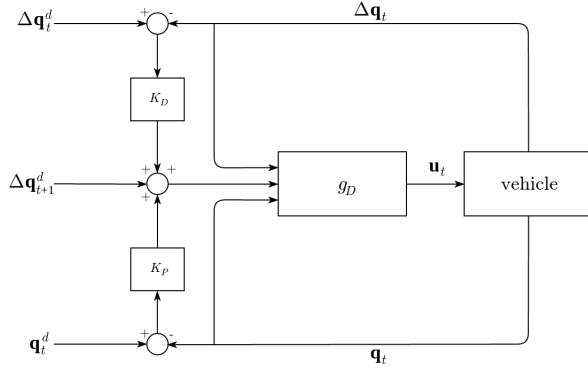 Δq_t^d + - Δq_t
K_D
+ +
Δq_{t+1}^d g_D u_t vehicle
+
K_P
q_t^d + - q_t